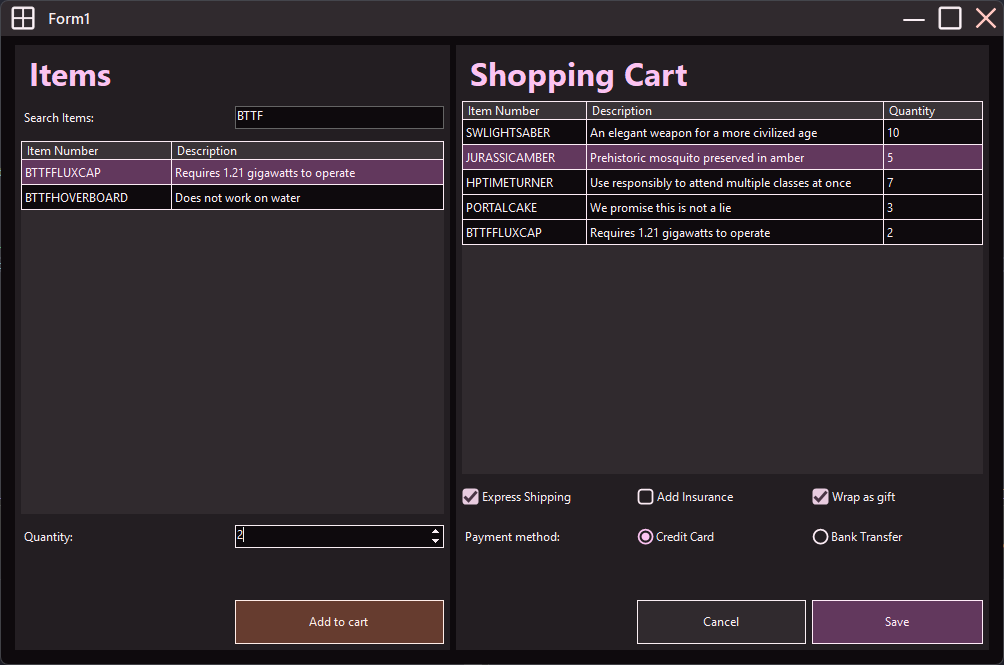 Form1
Items
Search Items: BTTF
Item Number Description
BTTFFLUXCAP Requires 1.21 gigawatts to operate
BTTFHOVERBOARD Does not work on water
Quantity: 2
Add to cart
Shopping Cart
Item Number Description Quantity
SWLIGHTSABER An elegant weapon for a more civilized age 10
JURASSICAMBER Prehistoric mosquito preserved in amber 5
HPTIMETURNER Use responsibly to attend multiple classes at once 7
PORTALCAKE We promise this is not a lie 3
BTTFFLUXCAP Requires 1.21 gigawatts to operate 2
Express Shipping Add Insurance Wrap as gift
Payment method: Credit Card Bank Transfer
Cancel Save